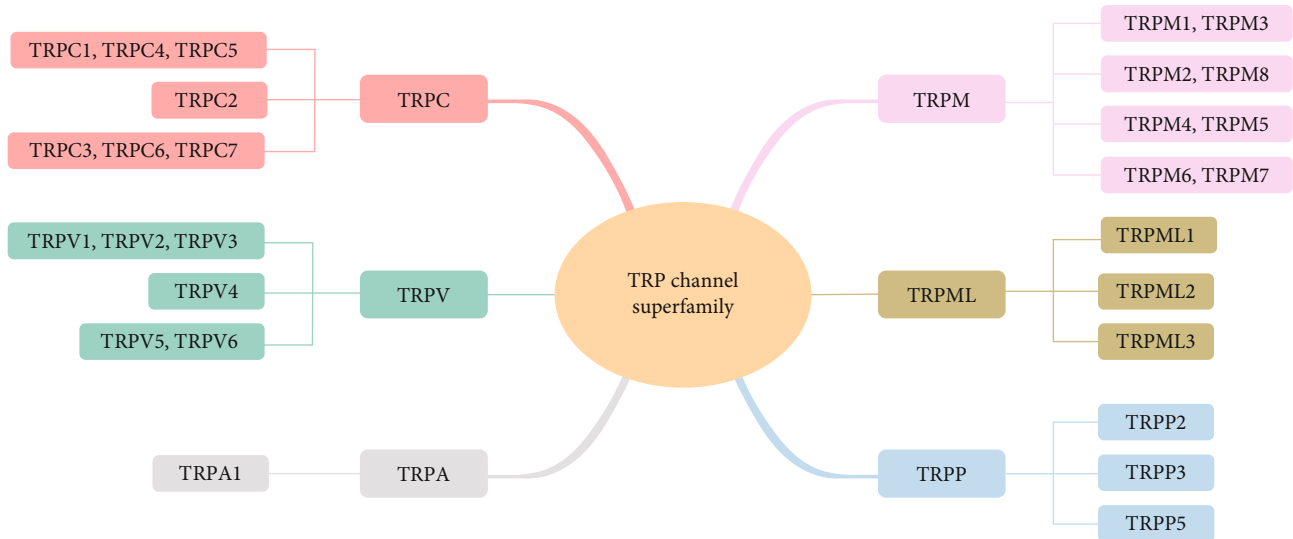 TRP channel
superfamily
TRPC
TRPC1, TRPC4, TRPC5
TRPC2
TRPC3, TRPC6, TRPC7
TRPV
TRPV1, TRPV2, TRPV3
TRPV4
TRPV5, TRPV6
TRPA
TRPA1
TRPM
TRPM1, TRPM3
TRPM2, TRPM8
TRPM4, TRPM5
TRPM6, TRPM7
TRPML
TRPML1
TRPML2
TRPML3
TRPP
TRPP2
TRPP3
TRPP5